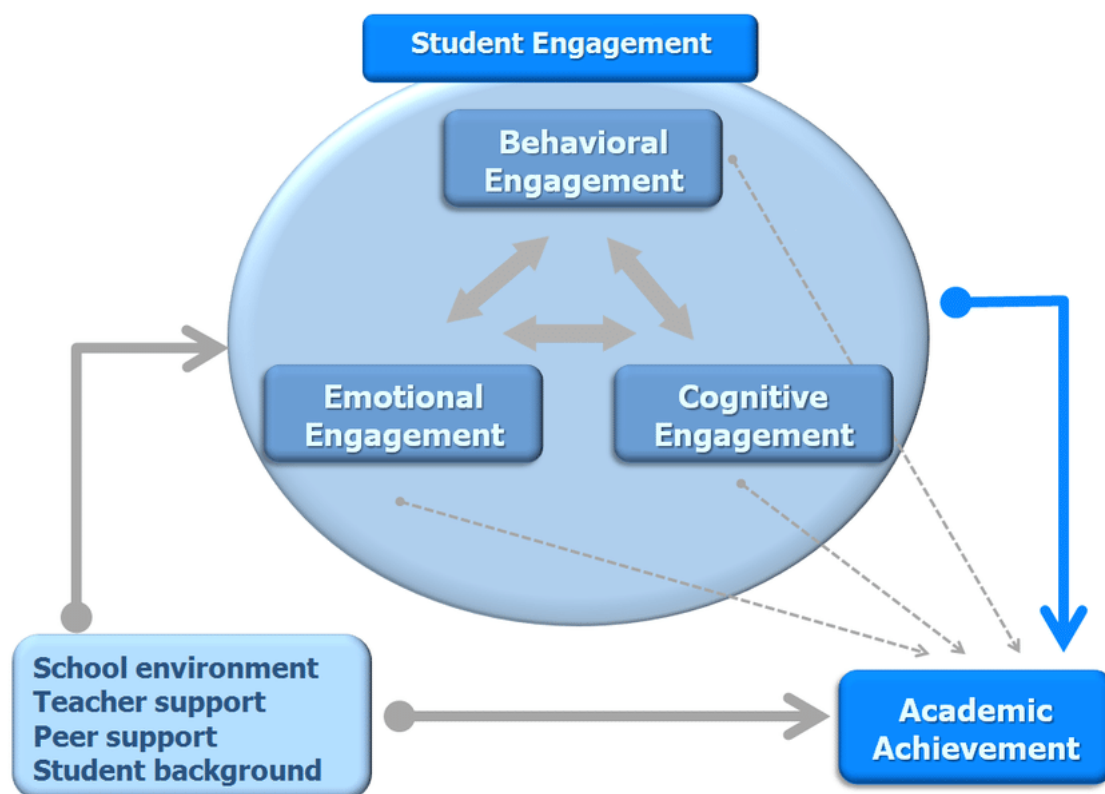 Student Engagement
Behavioral
Engagement
Emotional
Engagement
Cognitive
Engagement
School environment
Teacher support
Peer support
Student background
Academic
Achievement